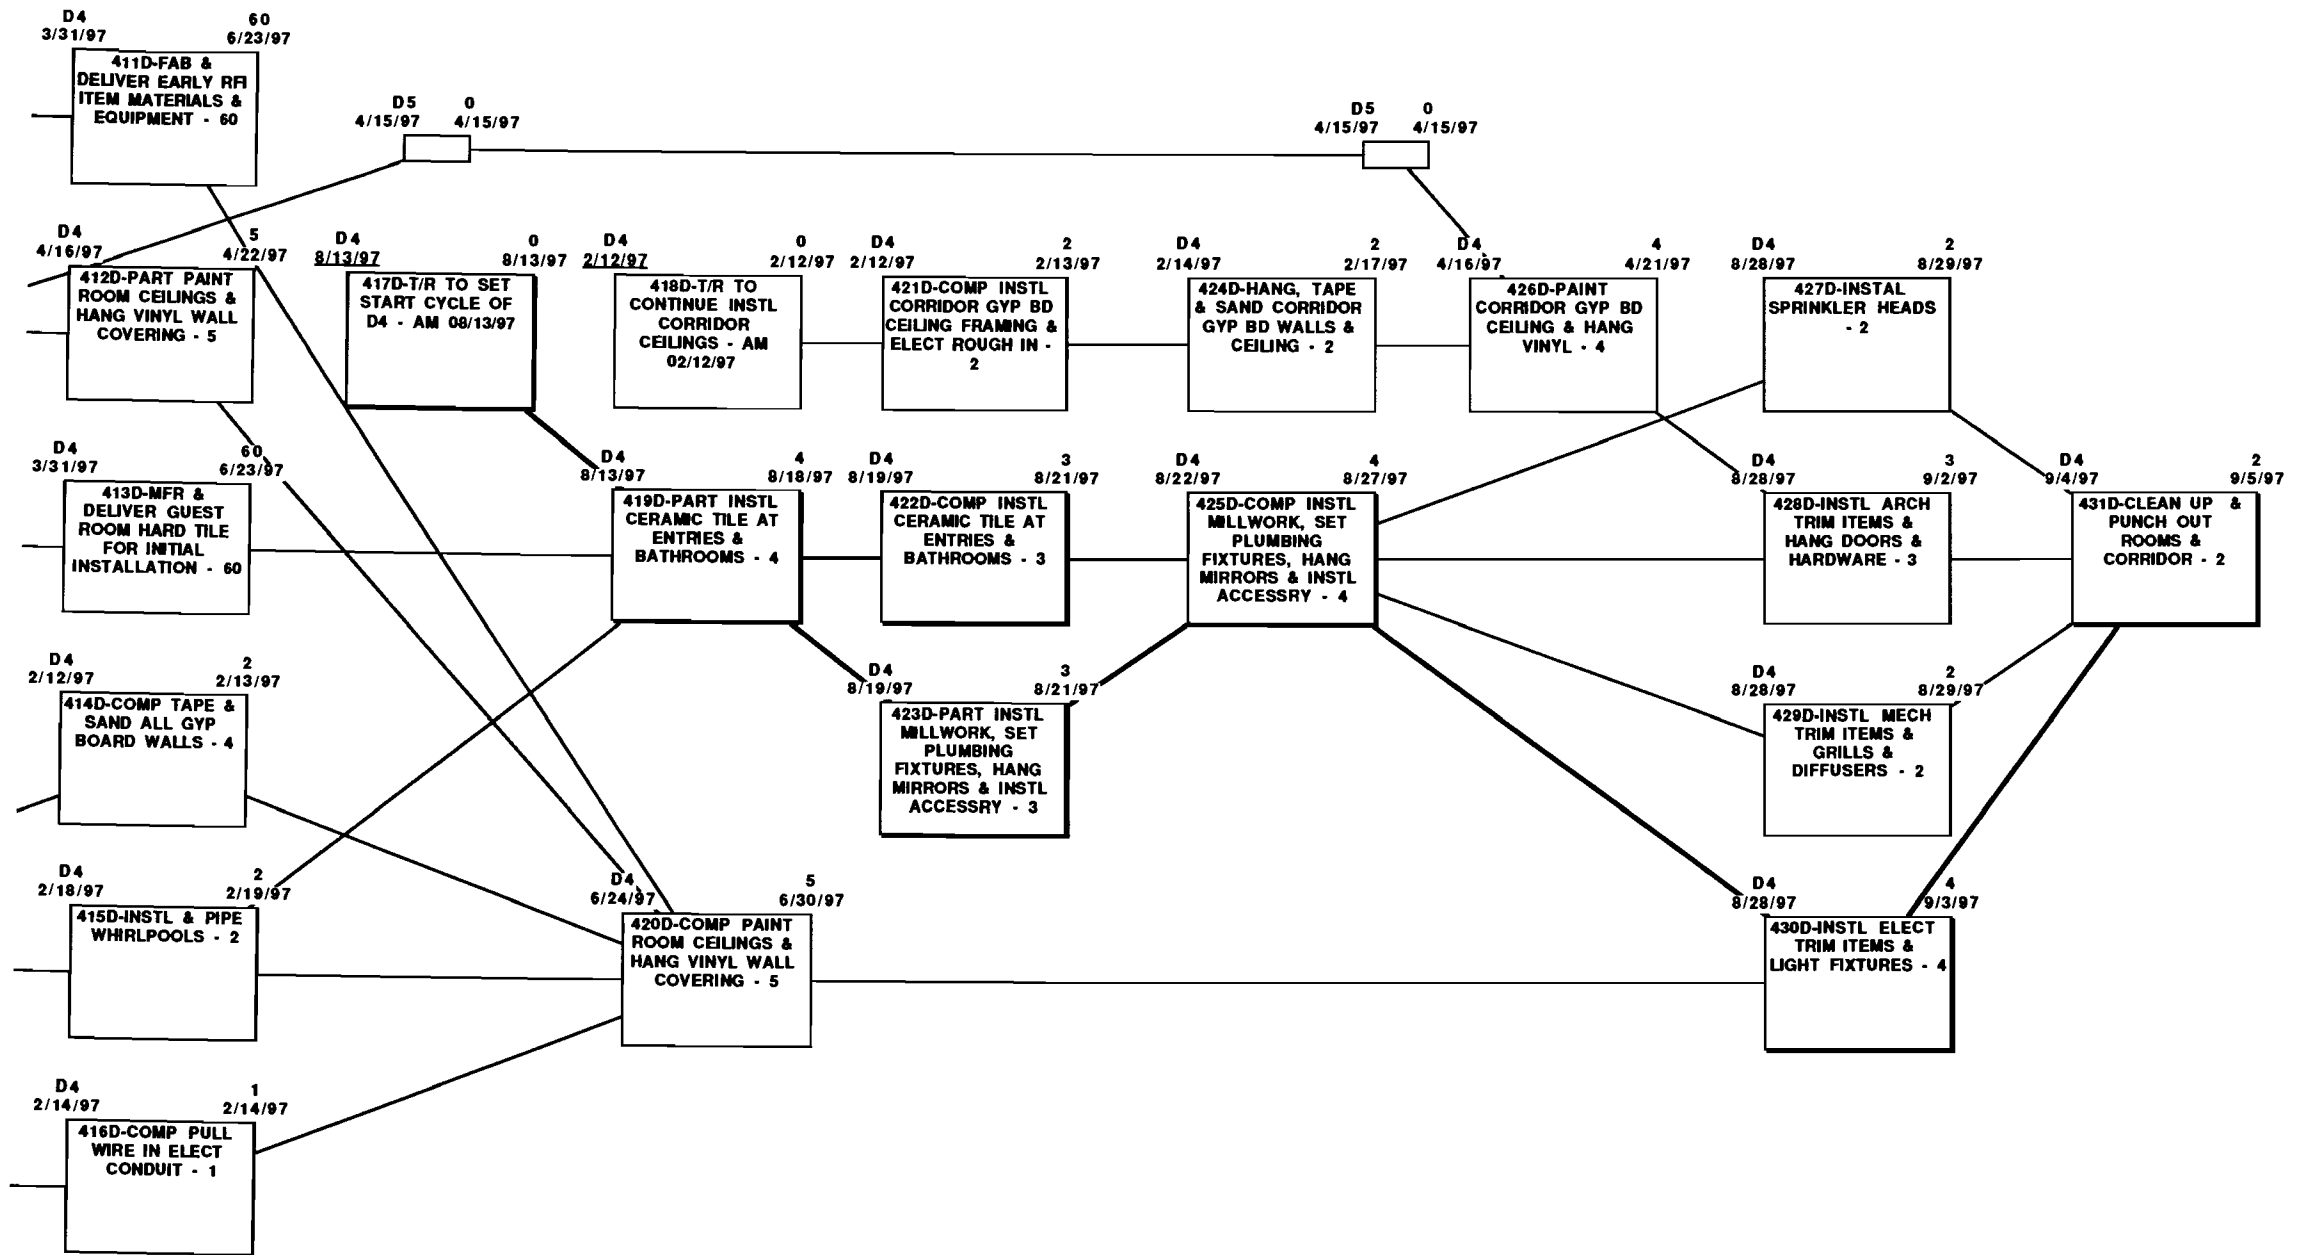 D4 60
3/31/97 6/23/97
411D-FAB &
DELIVER EARLY RFI
ITEM MATERIALS &
EQUIPMENT - 60
D5 0
4/15/97 4/15/97
D5 0
4/15/97 4/15/97
D4 5
4/16/97 4/22/97
412D-PART PAINT
ROOM CEILINGS &
HANG VINYL WALL
COVERING - 5
D4 0
8/13/97 8/13/97
417D-T/R TO SET
START CYCLE OF
D4 - AM 08/13/97
D4 0
2/12/97 2/12/97
418D-T/R TO
CONTINUE INSTL
CORRIDOR
CEILINGS - AM
02/12/97
D4 2
2/12/97 2/13/97
421D-COMP INSTL
CORRIDOR GYP BD
CEILING FRAMING &
ELECT ROUGH IN -
2
D4 2
2/14/97 2/17/97
424D-HANG, TAPE
& SAND CORRIDOR
GYP BD WALLS &
CEILING - 2
D4 4
4/16/97 4/21/97
426D-PAINT
CORRIDOR GYP BD
CEILING & HANG
VINYL - 4
D4 2
8/28/97 8/29/97
427D-INSTAL
SPRINKLER HEADS
- 2
D4 60
3/31/97 6/23/97
413D-MFR &
DELIVER GUEST
ROOM HARD TILE
FOR INITIAL
INSTALLATION - 60
D4 4
8/13/97 8/18/97
419D-PART INSTL
CERAMIC TILE AT
ENTRIES &
BATHROOMS - 4
D4 3
8/19/97 8/21/97
422D-COMP INSTL
CERAMIC TILE AT
ENTRIES &
BATHROOMS - 3
D4 4
8/22/97 8/27/97
425D-COMP INSTL
MILLWORK, SET
PLUMBING
FIXTURES, HANG
MIRRORS & INSTL
ACCESSRY - 4
D4 3
8/28/97 9/2/97
428D-INSTL ARCH
TRIM ITEMS &
HANG DOORS &
HARDWARE - 3
D4 2
9/4/97 9/5/97
431D-CLEAN UP &
PUNCH OUT
ROOMS &
CORRIDOR - 2
D4 2
2/12/97 2/13/97
414D-COMP TAPE &
SAND ALL GYP
BOARD WALLS - 4
D4 3
8/19/97 8/21/97
423D-PART INSTL
MILLWORK, SET
PLUMBING
FIXTURES, HANG
MIRRORS & INSTL
ACCESSRY - 3
D4 2
8/28/97 8/29/97
429D-INSTL MECH
TRIM ITEMS &
GRILLS &
DIFFUSERS - 2
D4 2
2/18/97 2/19/97
415D-INSTL & PIPE
WHIRLPOOLS - 2
D4 5
6/24/97 6/30/97
420D-COMP PAINT
ROOM CEILINGS &
HANG VINYL WALL
COVERING - 5
D4 4
8/28/97 9/3/97
430D-INSTL ELECT
TRIM ITEMS &
LIGHT FIXTURES - 4
D4 1
2/14/97 2/14/97
416D-COMP PULL
WIRE IN ELECT
CONDUIT - 1